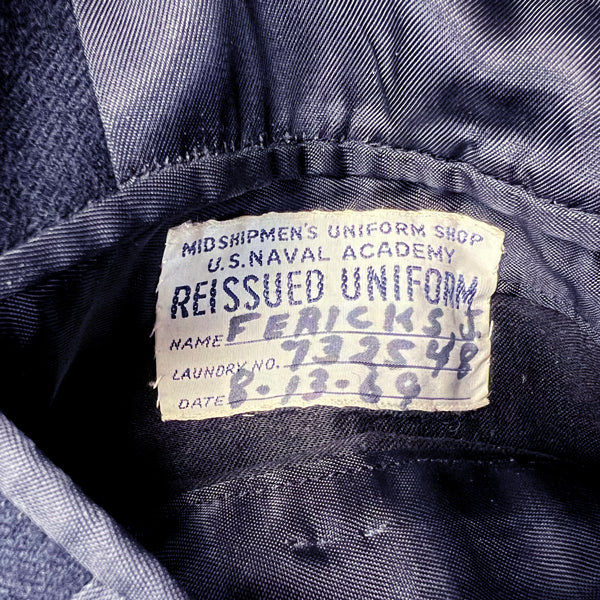 MIDSHIPMEN'S UNIFORM SHOP
U.S. NAVAL ACADEMY
REISSUED UNIFORM
NAME FERICKS.J.
LAUNDRY NO. 732548
DATE 8-13-69